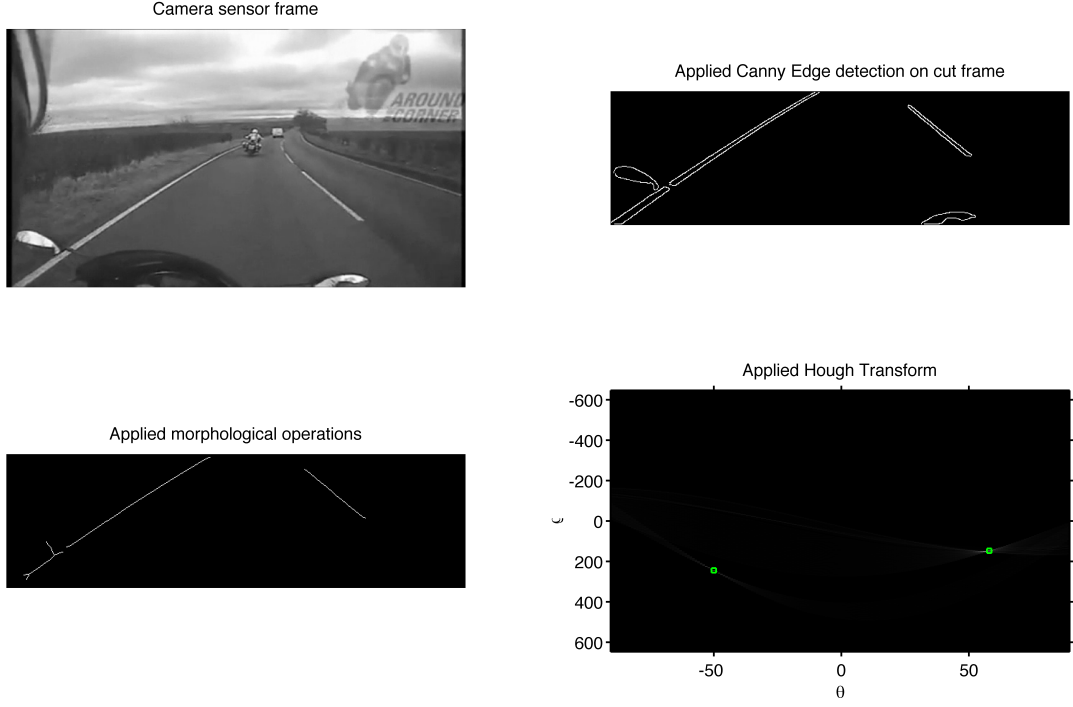 Camera sensor frame
AROUND
CORNER
Applied Canny Edge detection on cut frame
Applied morphological operations
Applied Hough Transform
-600
-400
-200
0
200
400
600
ρ
-50 0 50
θ